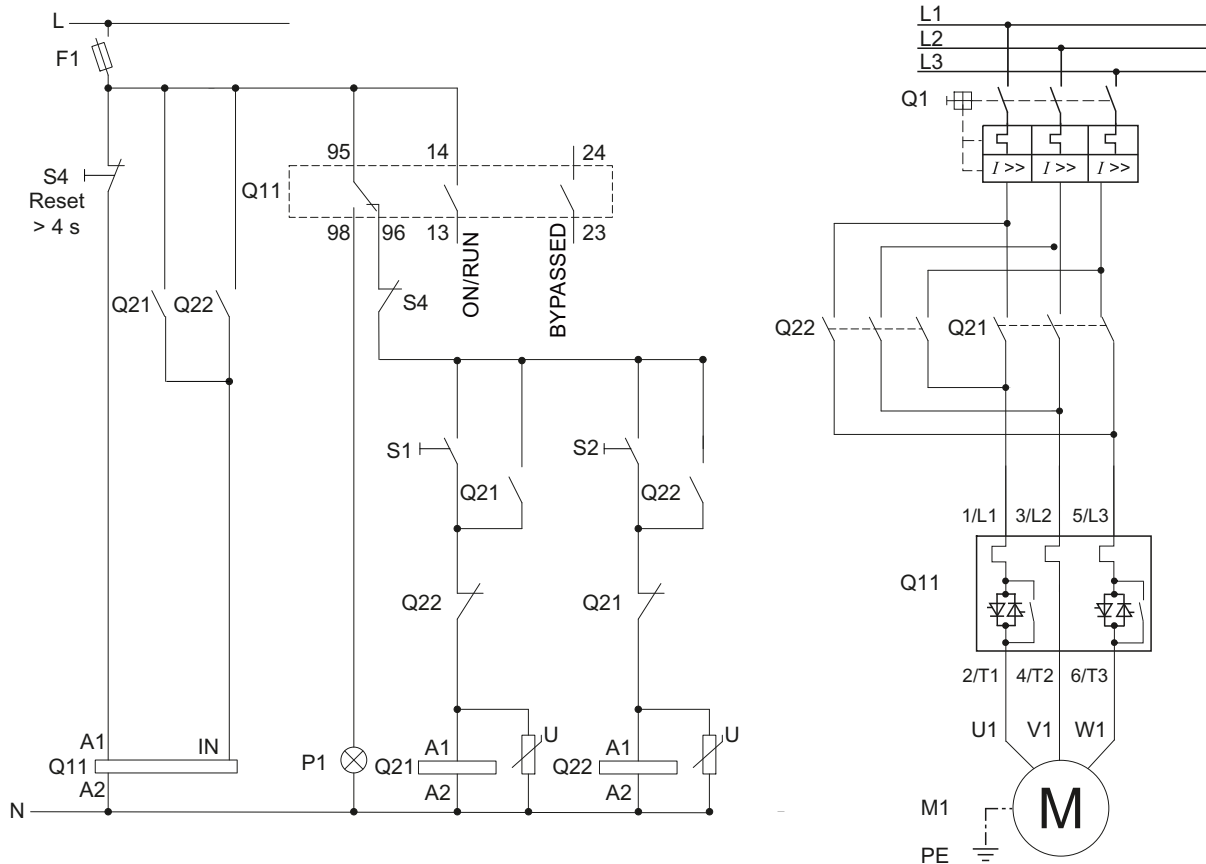 L
F1
S4
Reset
> 4 s
Q21
Q22
A1
IN
Q11
A2
N
95
14
24
Q11
98
96
13
23
ON/RUN
BYPASSED
S4
S1
Q21
S2
Q22
Q22
Q21
P1
A1
U
Q21
A2
A1
U
Q22
A2
L1
L2
L3
Q1
I >>
I >>
I >>
Q22
Q21
1/L1
3/L2
5/L3
Q11
2/T1
4/T2
6/T3
U1
V1
W1
M1
M
PE